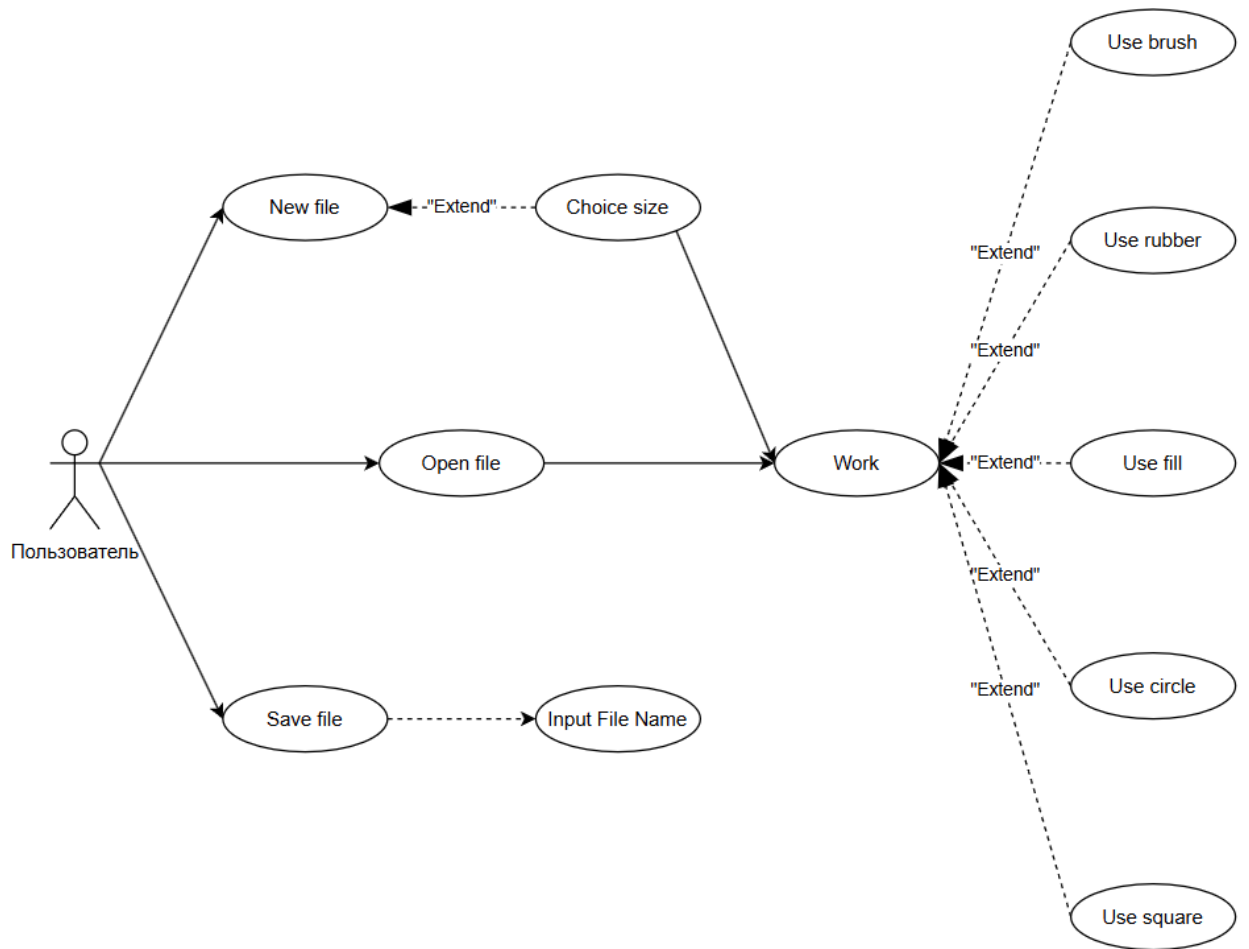 Use brush
New file
"Extend"
Choice size
Use rubber
"Extend"
"Extend"
Open file
Work
"Extend"
Use fill
Пользователь
"Extend"
Use circle
"Extend"
Save file
Input File Name
Use square